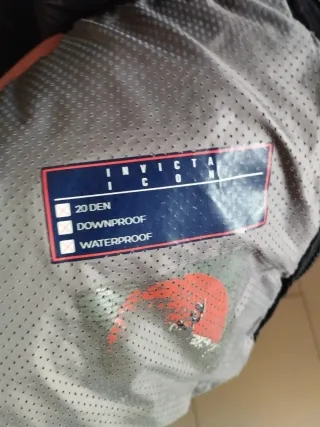 INVICTA
ICON
20 DEN
DOWNPROOF
WATERPROOF